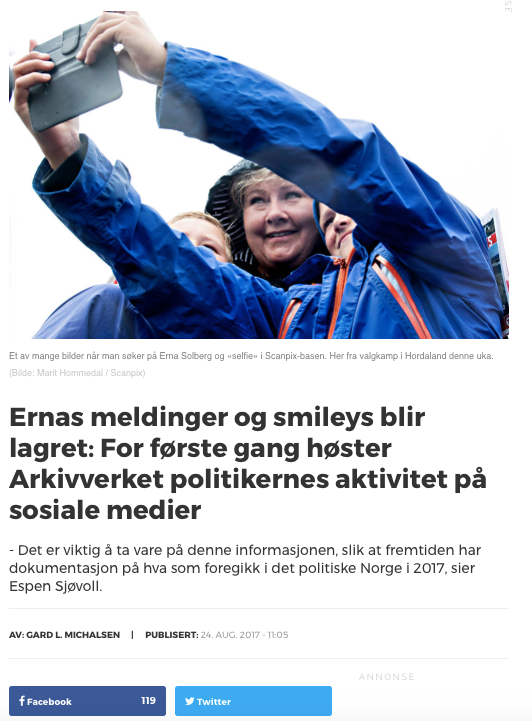 Et av mange bilder når man søker på Erna Solberg og «selfie» i Scanpix-basen. Her fra valgkamp i Hordaland denne uka.
(Bilde: Marit Hommedal / Scanpix)
Ernas meldinger og smileys blir
lagret: For første gang høster
Arkivverket politikernes aktivitet på
sosiale medier
- Det er viktig å ta vare på denne informasjonen, slik at fremtiden har
dokumentasjon på hva som foregikk i det politiske Norge i 2017, sier
Espen Sjøvoll.
AV: GARD L. MICHALSEN | PUBLISERT: 24. AUG. 2017 - 11:05
ANNONSE
Facebook 119 Twitter